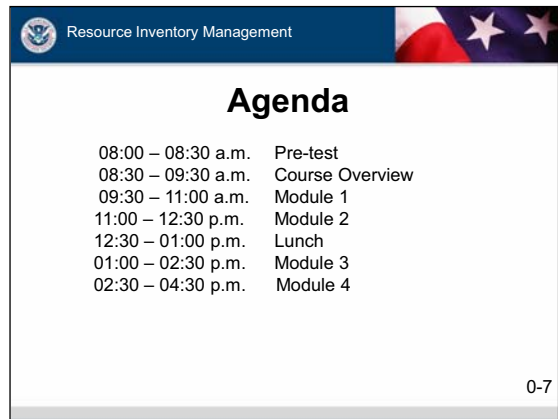 Resource Inventory Management
Agenda
08:00 – 08:30 a.m. Pre-test
08:30 – 09:30 a.m. Course Overview
09:30 – 11:00 a.m. Module 1
11:00 – 12:30 p.m. Module 2
12:30 – 01:00 p.m. Lunch
01:00 – 02:30 p.m. Module 3
02:30 – 04:30 p.m. Module 4
0-7